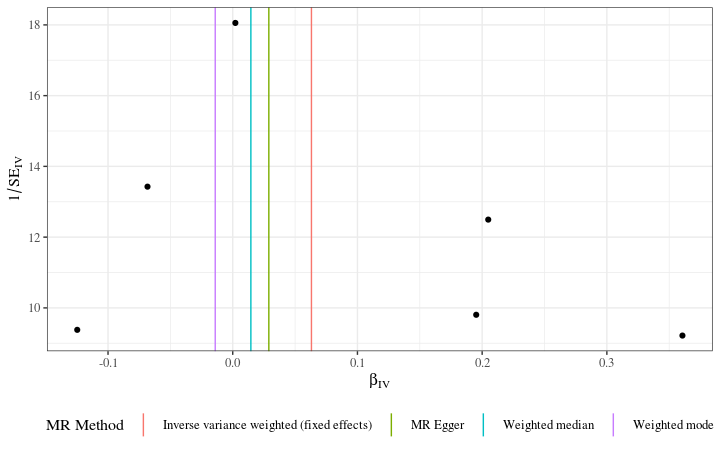 18
16
14
12
10
1/SE_IV
-0.1 0.0 0.1 0.2 0.3
β_IV
MR Method Inverse variance weighted (fixed effects) MR Egger Weighted median Weighted mode